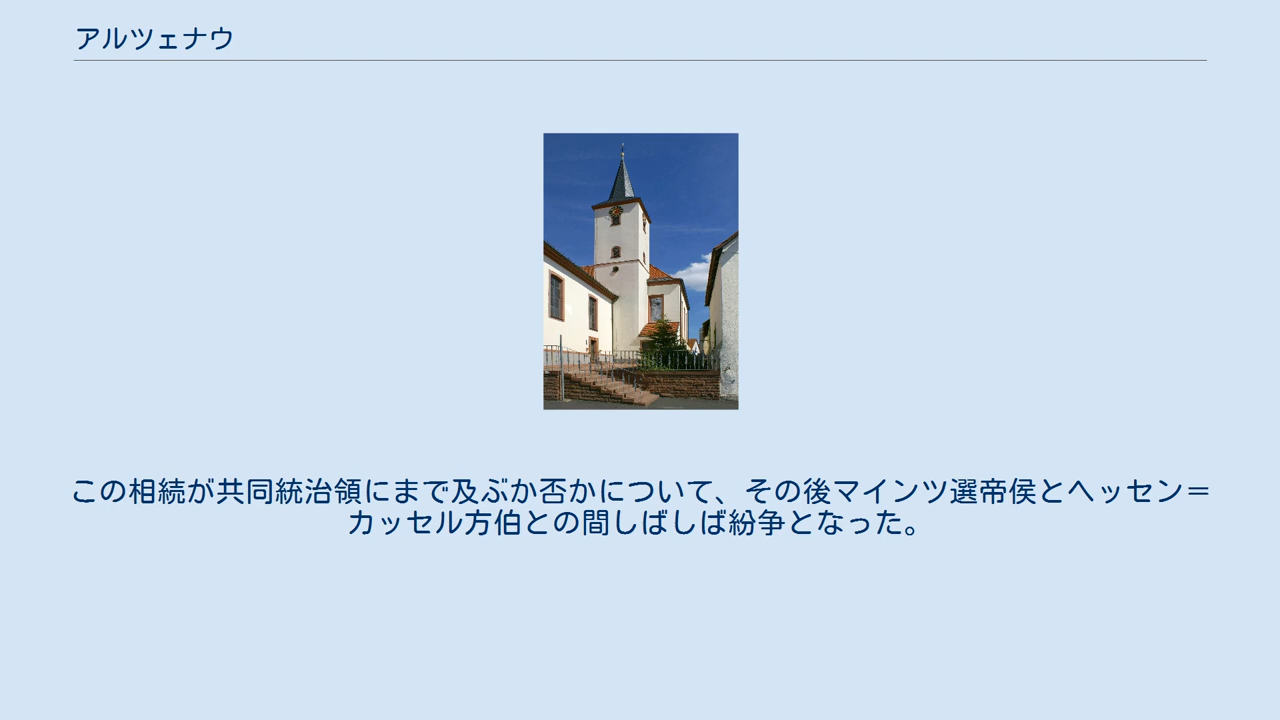 アルツェナウ
この相続が共同統治領にまで及ぶか否かについて、その後マインツ選帝侯とヘッセン＝
カッセル方伯との間しばしば紛争となった。